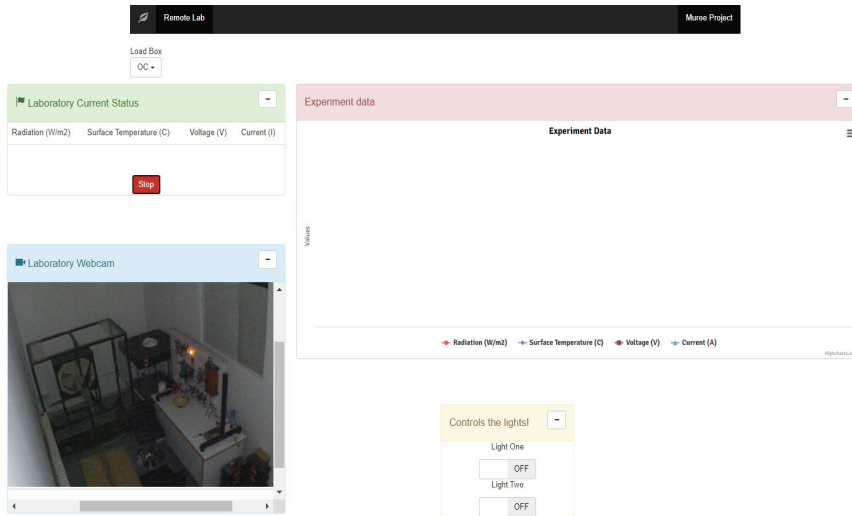 Remote Lab
Muree Project
Load Box
OC
Laboratory Current Status
-
Radiation (W/m2) Surface Temperature (C) Voltage (V) Current (I)
Stop
Experiment data
-
Experiment Data
Values
Radiation (W/m2) Surface Temperature (C) Voltage (V) Current (A)
Laboratory Webcam
-
Controls the lights!
-
Light One
OFF
Light Two
OFF